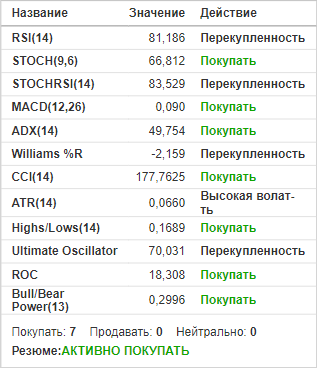 Название Значение Действие
RSI(14) 81,186 Перекупленность
STOCH(9,6) 66,812 Покупать
STOCHRSI(14) 83,529 Перекупленность
MACD(12,26) 0,090 Покупать
ADX(14) 49,754 Покупать
Williams %R -2,159 Перекупленность
CCI(14) 177,7625 Покупать
ATR(14) 0,0660 Высокая волат-
ть
Highs/Lows(14) 0,1689 Покупать
Ultimate Oscillator 70,031 Перекупленность
ROC 18,308 Покупать
Bull/Bear
Power(13) 0,2996 Покупать
Покупать: 7 Продавать: 0 Нейтрально: 0
Резюме:АКТИВНО ПОКУПАТЬ